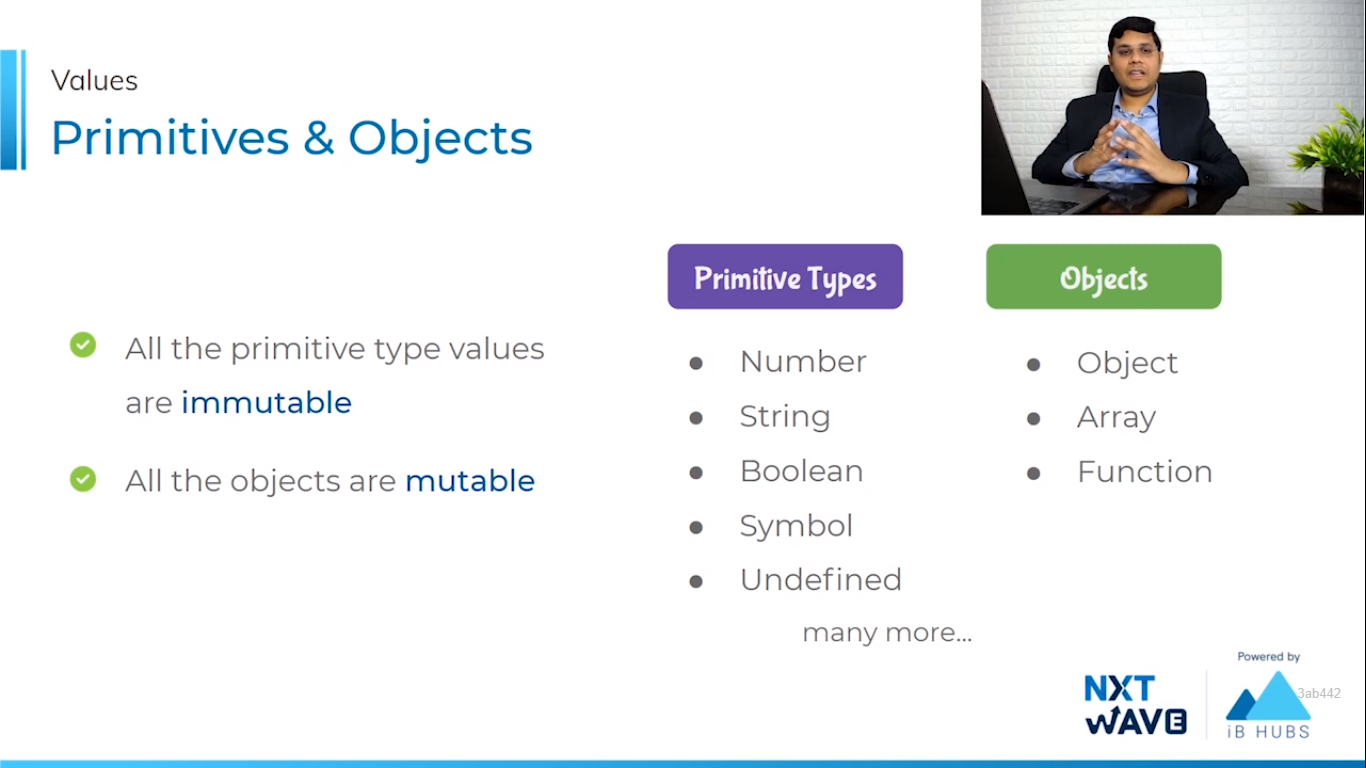 Values
Primitives & Objects
All the primitive type values
are immutable
All the objects are mutable
Primitive Types
Number
String
Boolean
Symbol
Undefined
many more...
Objects
Object
Array
Function
NXT
WAVE
Powered by
3ab442
iB HUBS